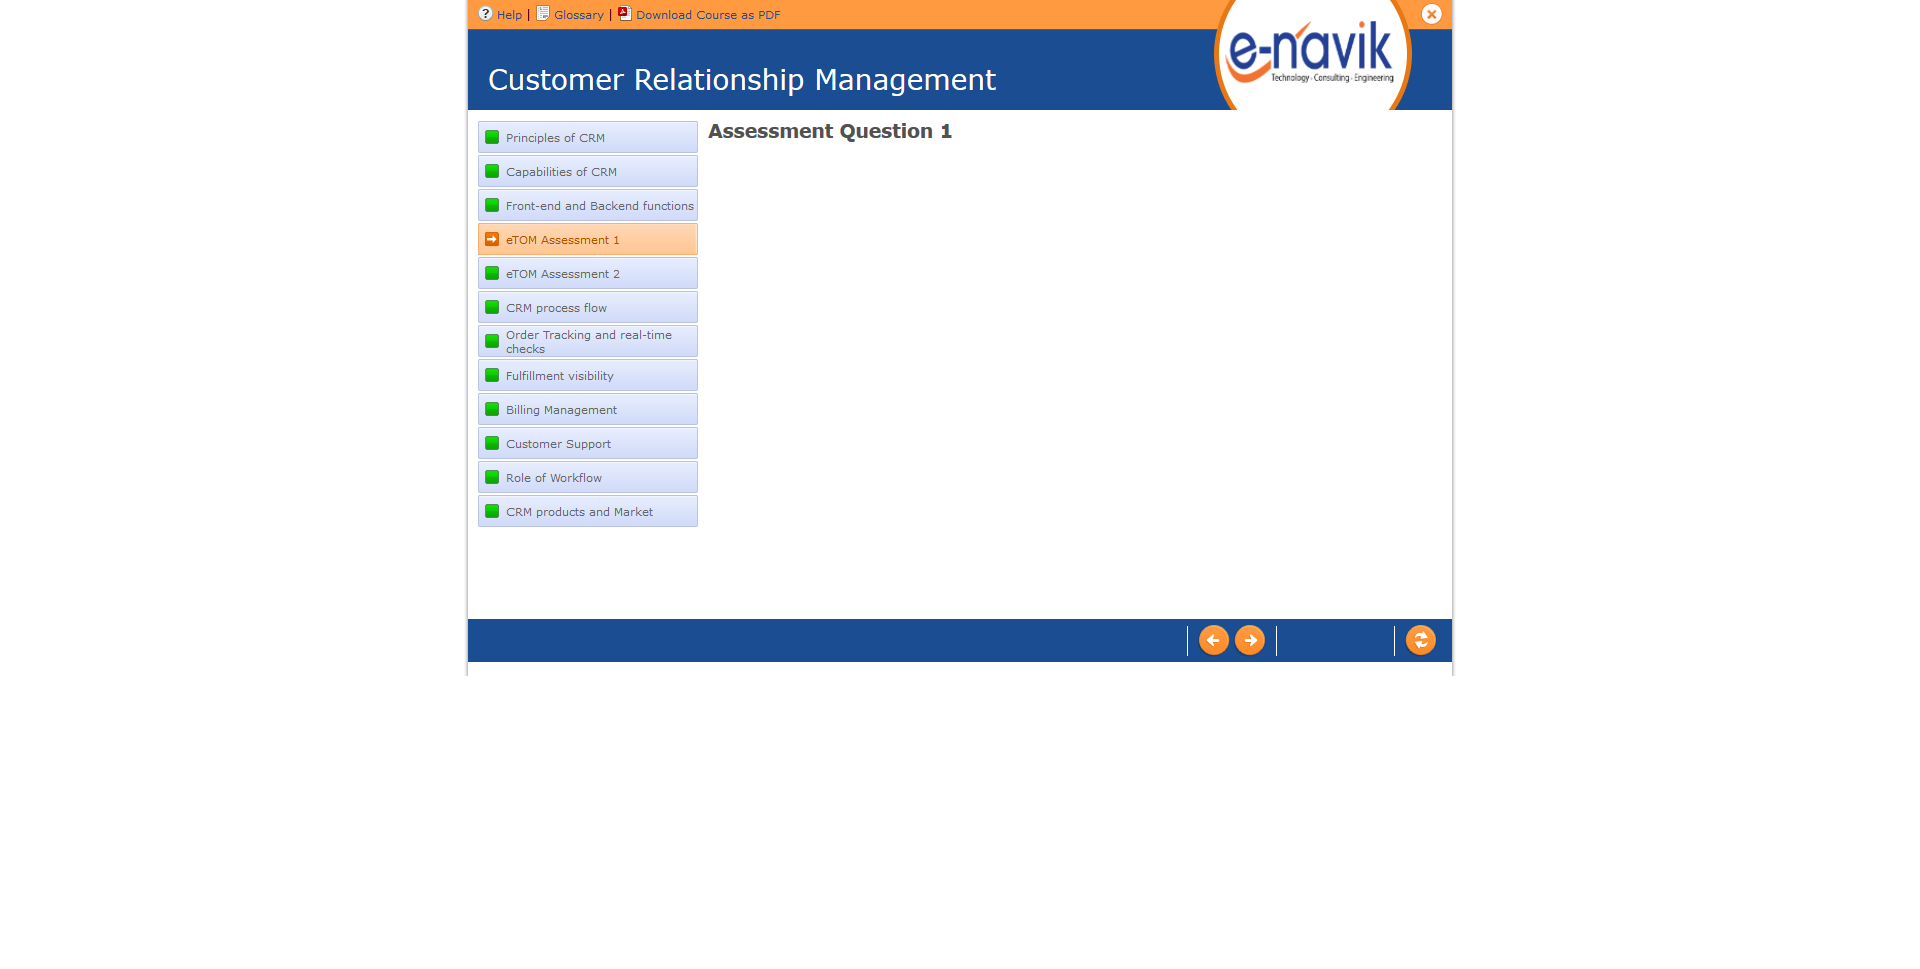 Help | Glossary | Download Course as PDF
e-navik
Technology - Consulting - Engineering
Customer Relationship Management
Principles of CRM
Capabilities of CRM
Front-end and Backend functions
eTOM Assessment 1
eTOM Assessment 2
CRM process flow
Order Tracking and real-time
checks
Fulfillment visibility
Billing Management
Customer Support
Role of Workflow
CRM products and Market
Assessment Question 1